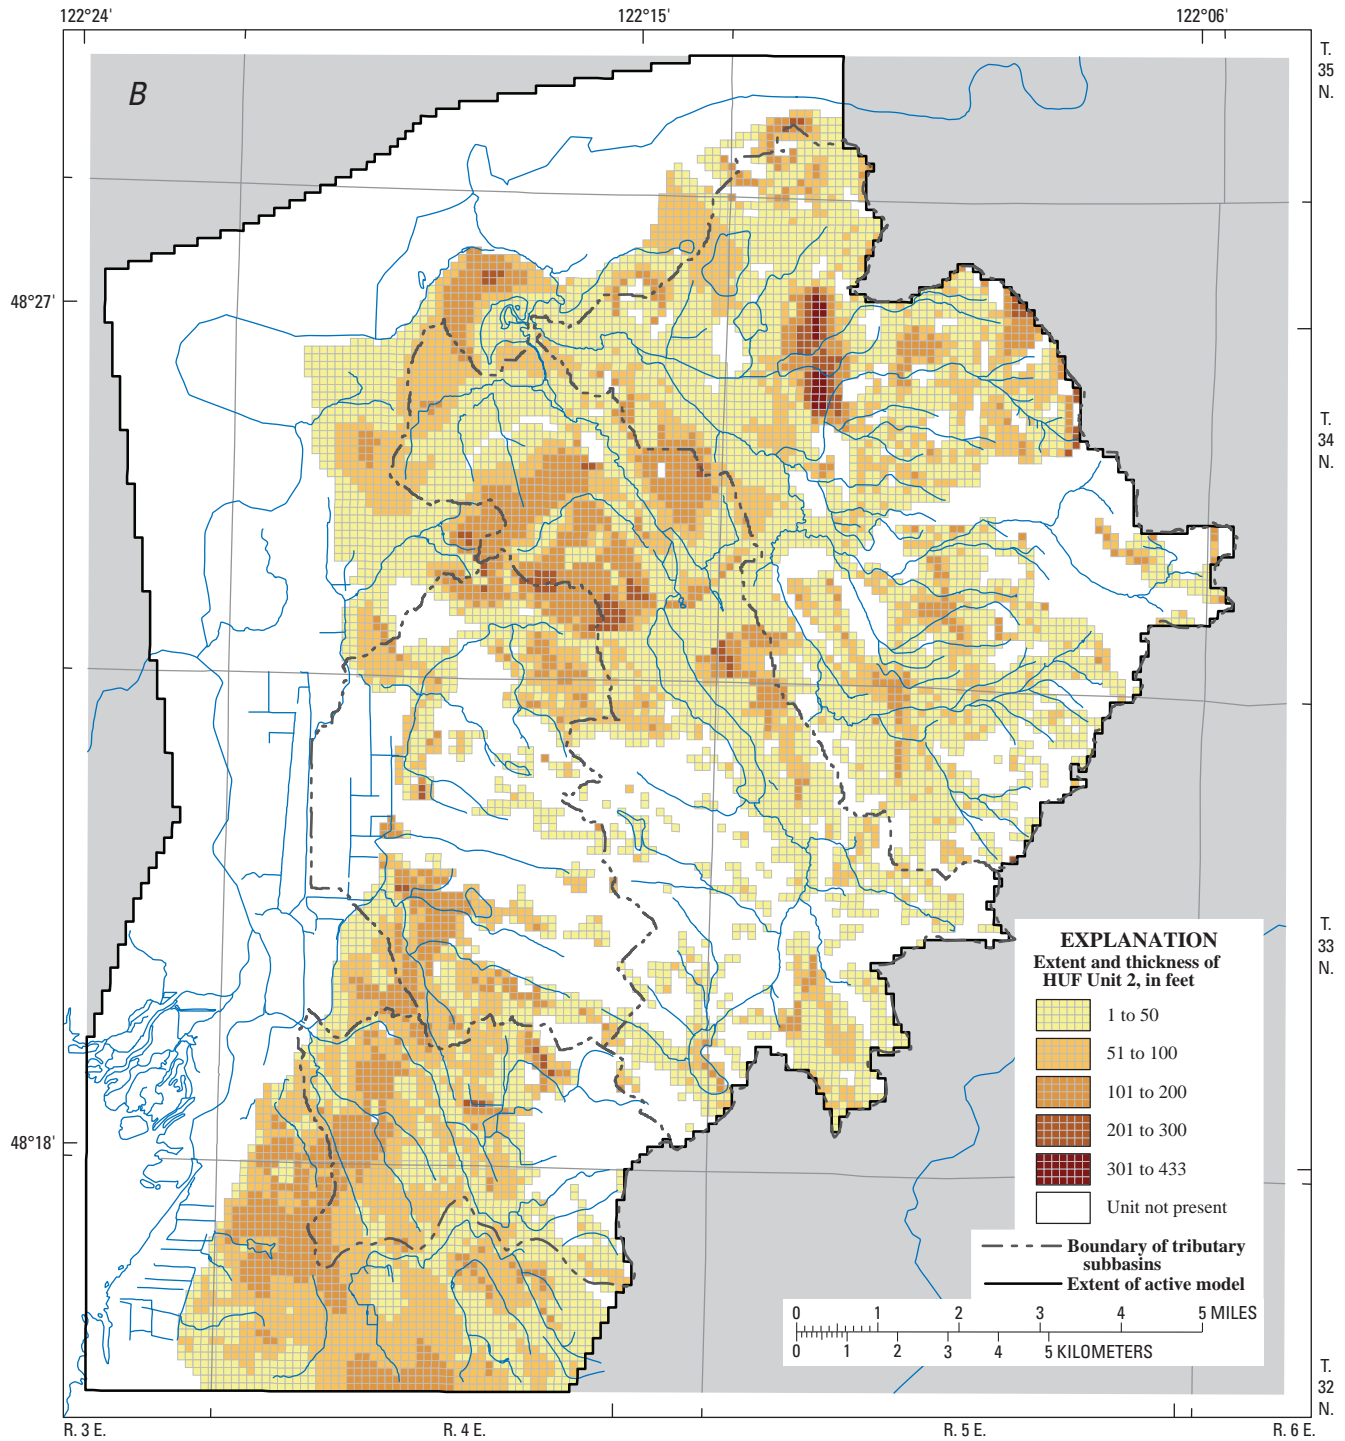 122°24'
122°15'
122°06'
T.
35
N.
B
48°27'
T.
34
N.
T.
33
N.
EXPLANATION
Extent and thickness of
HUF Unit 2, in feet
1 to 50
51 to 100
101 to 200
201 to 300
301 to 433
Unit not present
Boundary of tributary
subbasins
Extent of active model
48°18'
0 1 2 3 4 5 MILES
0 1 2 3 4 5 KILOMETERS
T.
32
N.
R. 3 E.
R. 4 E.
R. 5 E.
R. 6 E.